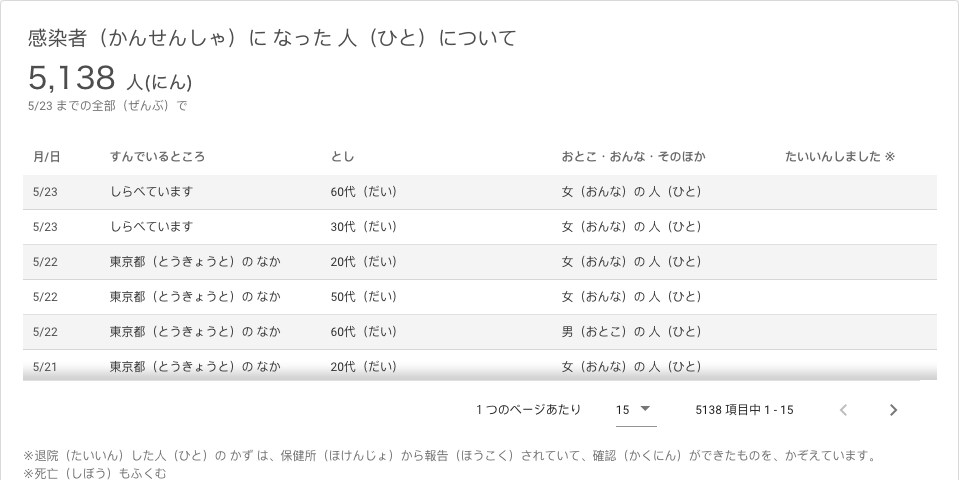 感染者（かんせんしゃ）に なった 人（ひと）について
5,138 人(にん)
5/23 までの全部（ぜんぶ）で
月/日 すんでいるところ とし おとこ・おんな・そのほか たいいんしました ※
5/23 しらべています 60代（だい） 女（おんな）の 人（ひと）
5/23 しらべています 30代（だい） 女（おんな）の 人（ひと）
5/22 東京都（とうきょうと）の なか 20代（だい） 女（おんな）の 人（ひと）
5/22 東京都（とうきょうと）の なか 50代（だい） 女（おんな）の 人（ひと）
5/22 東京都（とうきょうと）の なか 60代（だい） 男（おとこ）の 人（ひと）
5/21 東京都（とうきょうと）の なか 20代（だい） 女（おんな）の 人（ひと）
1 つのページあたり 15 5138 項目中 1 - 15
※退院（たいいん）した 人（ひと）の かず は、保健所（ほけんじょ）から 報告（ほうこく）されていて、確認（かくにん）ができたものを、かぞえています。
※死亡（しぼう）もふくむ